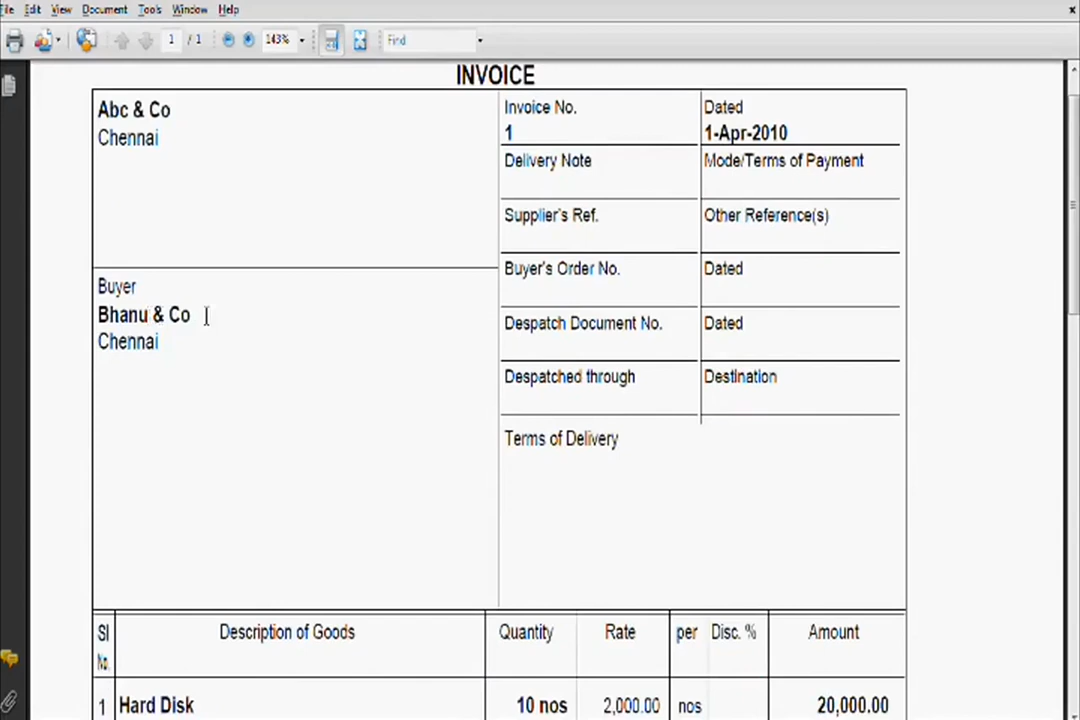 File Edit View Document Tools Window Help x
1 / 1 143% Find
INVOICE
Abc & Co
Chennai
Invoice No.
1
Dated
1-Apr-2010
Delivery Note
Mode/Terms of Payment
Supplier's Ref.
Other Reference(s)
Buyer
Bhanu & Co
Chennai
Buyer's Order No.
Dated
Despatch Document No.
Dated
Despatched through
Destination
Terms of Delivery
Sl No. Description of Goods Quantity Rate per Disc. % Amount
1 Hard Disk 10 nos 2,000.00 nos 20,000.00